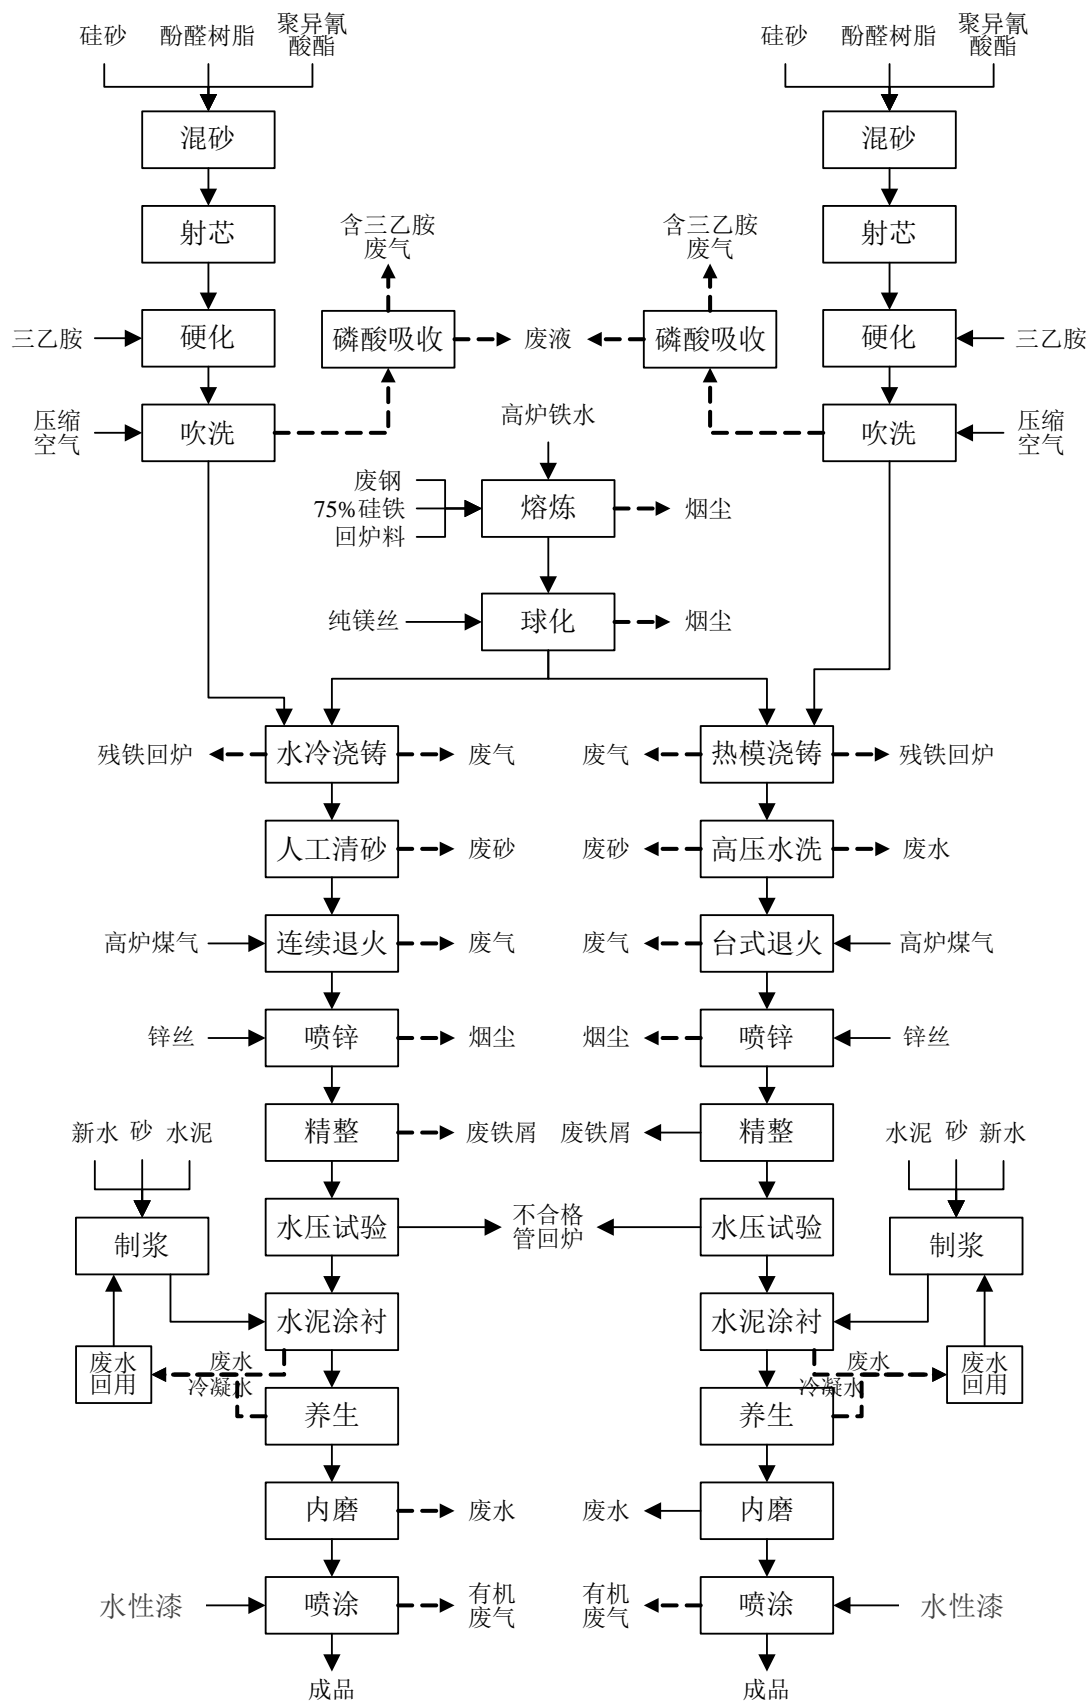 硅砂 酚醛树脂 聚异氰
酸酯
硅砂 酚醛树脂 聚异氰
酸酯
混砂 混砂
射芯 含三乙胺
废气 含三乙胺
废气 射芯
三乙胺 硬化 磷酸吸收 废液 磷酸吸收 硬化 三乙胺
压缩
空气 吹洗 高炉铁水 吹洗 压缩
空气
废钢
75%硅铁
回炉料
熔炼 烟尘
纯镁丝 球化 烟尘
残铁回炉 水冷浇铸 废气 废气 热模浇铸 残铁回炉
人工清砂 废砂 废砂 高压水洗 废水
高炉煤气 连续退火 废气 废气 台式退火 高炉煤气
锌丝 喷锌 烟尘 烟尘 喷锌 锌丝
新水 砂 水泥 精整 废铁屑 废铁屑 精整 水泥 砂 新水
制浆 水压试验 不合格
管回炉 水压试验 制浆
水泥涂衬 水泥涂衬
废水
回用 废水
冷凝水 废水
冷凝水 废水
回用
养生 养生
内磨 废水 废水 内磨
水性漆 喷涂 有机
废气 有机
废气 喷涂 水性漆
成品 成品